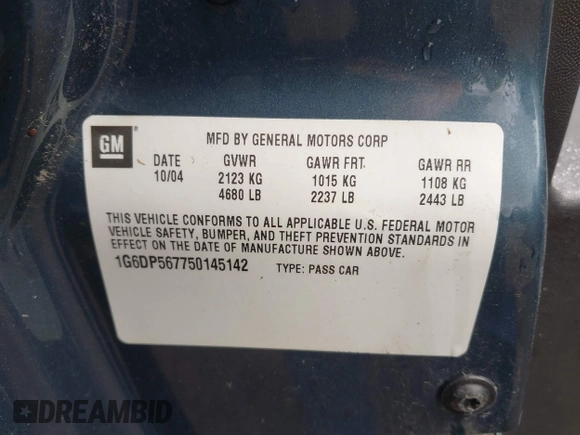 GM
MFD BY GENERAL MOTORS CORP
DATE GVWR GAWR FRT. GAWR RR
10/04 2123 KG 1015 KG 1108 KG
4680 LB 2237 LB 2443 LB
THIS VEHICLE CONFORMS TO ALL APPLICABLE U.S. FEDERAL MOTOR
VEHICLE SAFETY, BUMPER, AND THEFT PREVENTION STANDARDS IN
EFFECT ON THE DATE OF MANUFACTURE SHOWN ABOVE.
1G6DP567750145142 TYPE: PASS CAR
DREAMBID